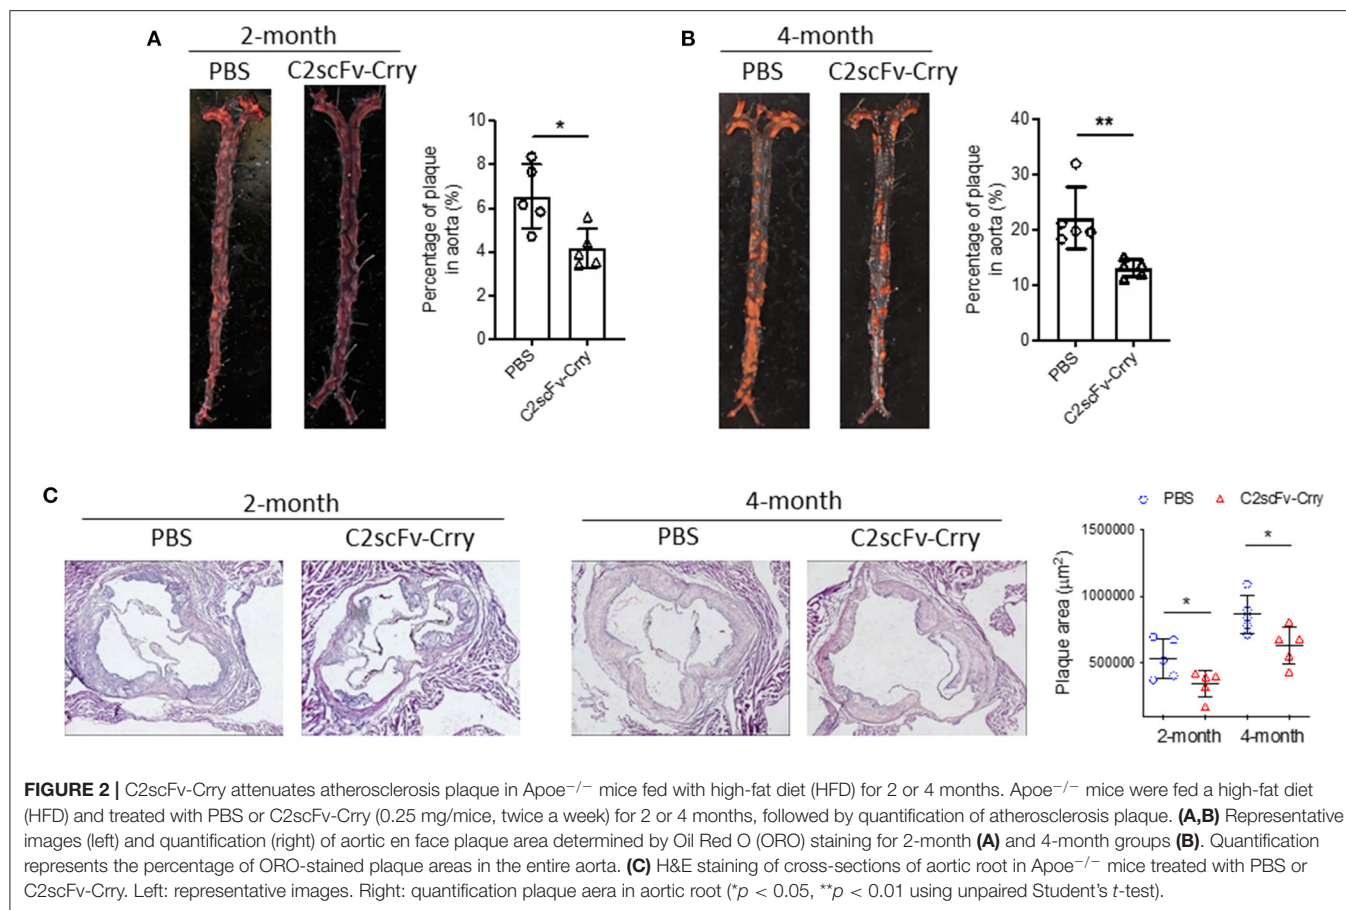 A
2-month
PBS C2scFv-Crry
Percentage of plaque
in aorta (%)
10
8
6
4
2
0
*
PBS
C2scFv-Crry
B
4-month
PBS C2scFv-Crry
Percentage of plaque
in aorta (%)
40
30
20
10
0
**
PBS
C2scFv-Crry
C
2-month
PBS C2scFv-Crry
4-month
PBS C2scFv-Crry
PBS C2scFv-Crry
Plaque area (μm²)
1500000
1000000
500000
*
*
2-month 4-month
FIGURE 2 | C2scFv-Crry attenuates atherosclerosis plaque in Apoe−/− mice fed with high-fat diet (HFD) for 2 or 4 months. Apoe−/− mice were fed a high-fat diet
(HFD) and treated with PBS or C2scFv-Crry (0.25 mg/mice, twice a week) for 2 or 4 months, followed by quantification of atherosclerosis plaque. (A,B) Representative
images (left) and quantification (right) of aortic en face plaque area determined by Oil Red O (ORO) staining for 2-month (A) and 4-month groups (B). Quantification
represents the percentage of ORO-stained plaque areas in the entire aorta. (C) H&E staining of cross-sections of aortic root in Apoe−/− mice treated with PBS or
C2scFv-Crry. Left: representative images. Right: quantification plaque aera in aortic root (*p < 0.05, **p < 0.01 using unpaired Student's t-test).